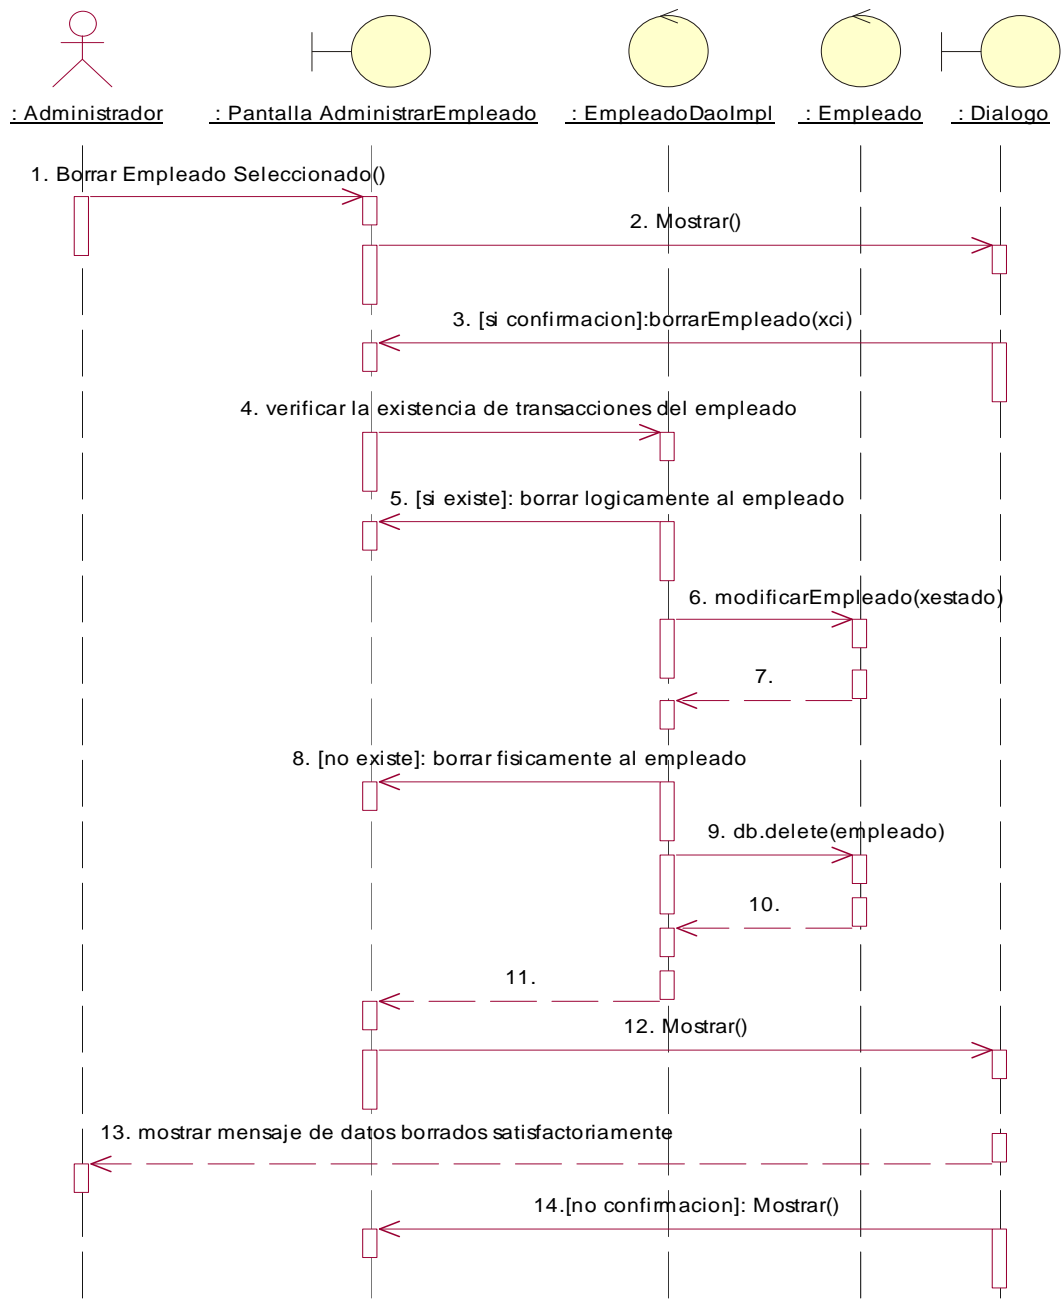 : Administrador
: Pantalla AdministrarEmpleado
: EmpleadoDaoImpl
: Empleado
: Dialogo
1. Borrar Empleado Seleccionado()
2. Mostrar()
3. [si confirmacion]:borrarEmpleado(xci)
4. verificar la existencia de transacciones del empleado
5. [si existe]: borrar logicamente al empleado
6. modificarEmpleado(xestado)
7.
8. [no existe]: borrar fisicamente al empleado
9. db.delete(empleado)
10.
11.
12. Mostrar()
13. mostrar mensaje de datos borrados satisfactoriamente
14.[no confirmacion]: Mostrar()